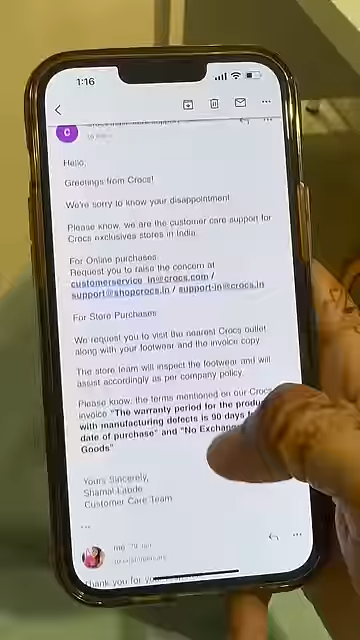 1:16
C
Hello,
Greetings from Crocs!
We're sorry to know your disappointment
Please know, we are the customer care support for
Crocs exclusives stores in India.
For Online purchases
Request you to raise the concern at
customerservice_in@crocs.com /
support@shopcrocs.in / support-in@crocs.in
For Store Purchases
We request you to visit the nearest Crocs outlet
along with your footwear and the invoice copy
The store team will inspect the footwear and will
assist accordingly as per company policy.
Please know, the terms mentioned on our Crocs
invoice "The warranty period for the
with manufacturing defects is 90 days
date of purchase" and "No
Goods"
Yours Sincerely,
Shamal Labde
Customer Care Team
...
me
Thank you for